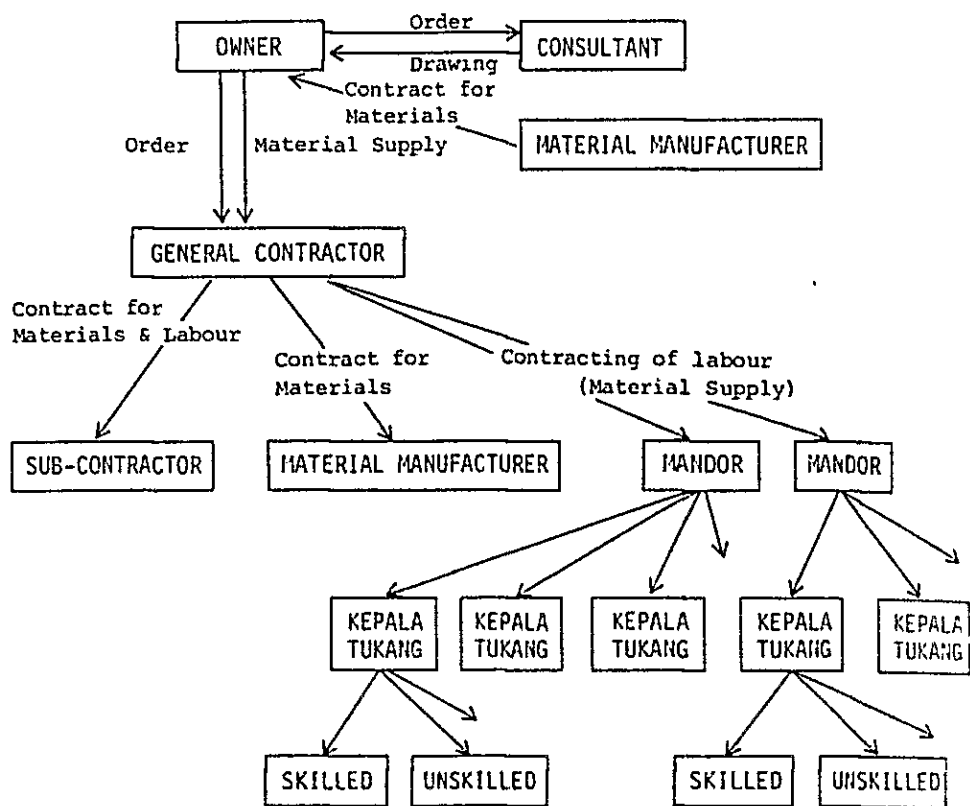 Order
OWNER
CONSULTANT
Drawing
Contract for
Materials
Order
Material Supply
MATERIAL MANUFACTURER
GENERAL CONTRACTOR
Contract for
Materials & Labour
Contract for
Materials
Contracting of labour
(Material Supply)
SUB-CONTRACTOR
MATERIAL MANUFACTURER
MANDOR
MANDOR
KEPALA
TUKANG
KEPALA
TUKANG
KEPALA
TUKANG
KEPALA
TUKANG
KEPALA
TUKANG
SKILLED
UNSKILLED
SKILLED
UNSKILLED